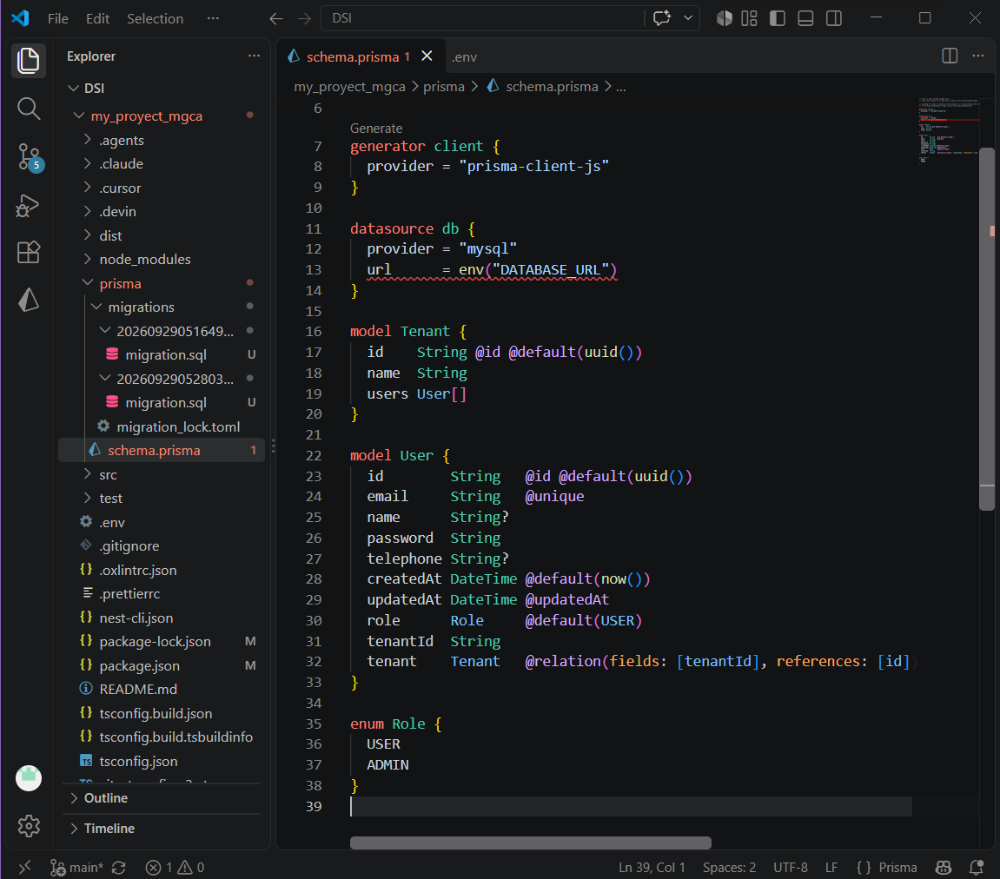 File Edit Selection ··· DSI
Explorer ···
DSI
my_proyect_mgca
.agents
.claude
.cursor
.devin
dist
node_modules
prisma
migrations
20260929051649...
migration.sql U
20260929052803...
migration.sql U
migration_lock.toml
schema.prisma 1
src
test
.env
.gitignore
.oxlintrc.json
.prettierrc
nest-cli.json
package-lock.json M
package.json M
README.md
tsconfig.build.json
tsconfig.build.tsbuildinfo
tsconfig.json
Outline
Timeline
5
schema.prisma 1 .env ···
my_proyect_mgca > prisma > schema.prisma > ...
6
Generate
7 generator client {
8   provider = "prisma-client-js"
9 }
10
11 datasource db {
12   provider = "mysql"
13   url      = env("DATABASE_URL")
14 }
15
16 model Tenant {
17   id    String @id @default(uuid())
18   name  String
19   users User[]
20 }
21
22 model User {
23   id        String   @id @default(uuid())
24   email     String   @unique
25   name      String?
26   password  String
27   telephone String?
28   createdAt DateTime @default(now())
29   updatedAt DateTime @updatedAt
30   role      Role     @default(USER)
31   tenantId  String
32   tenant    Tenant   @relation(fields: [tenantId], references: [id])
33 }
34
35 enum Role {
36   USER
37   ADMIN
38 }
39
main* 1 0 Ln 39, Col 1 Spaces: 2 UTF-8 LF { } Prisma